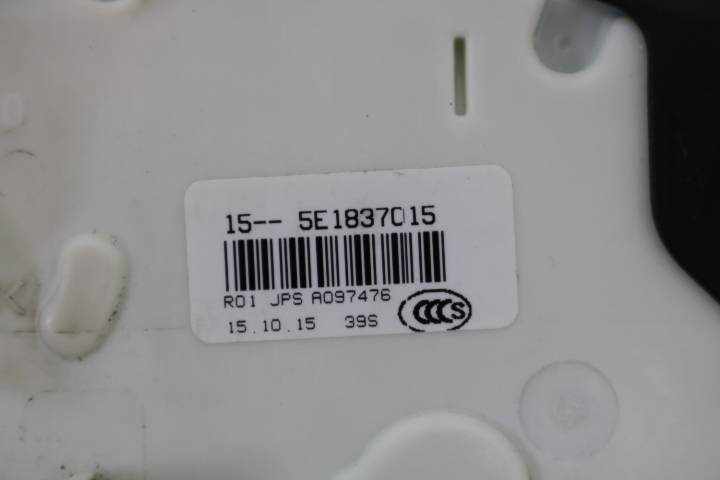 15-- 5E1837015
R01 JPS A097476
15.10.15 39S
CCC S